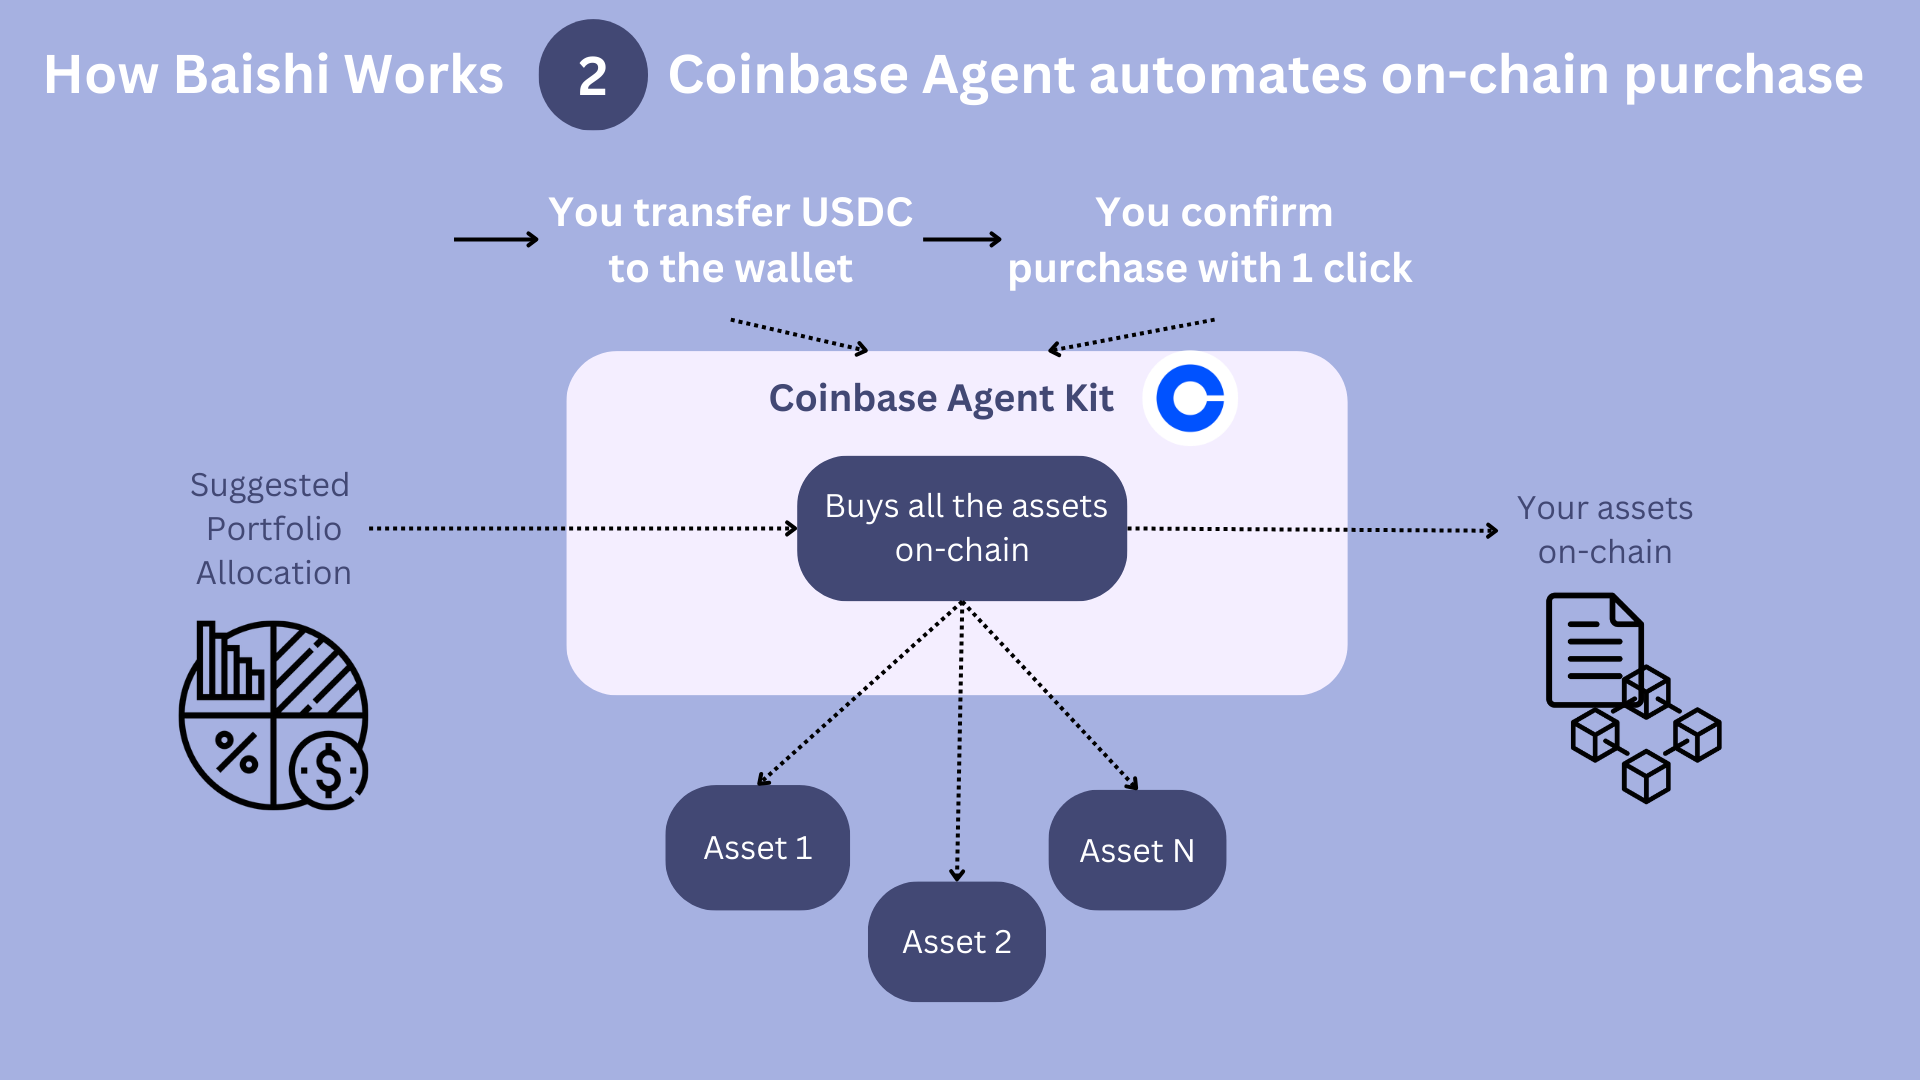 How Baishi Works 2 Coinbase Agent automates on-chain purchase
You transfer USDC
to the wallet
You confirm
purchase with 1 click
Coinbase Agent Kit
Suggested
Portfolio
Allocation
Buys all the assets
on-chain
Your assets
on-chain
% $
Asset 1
Asset 2
Asset N